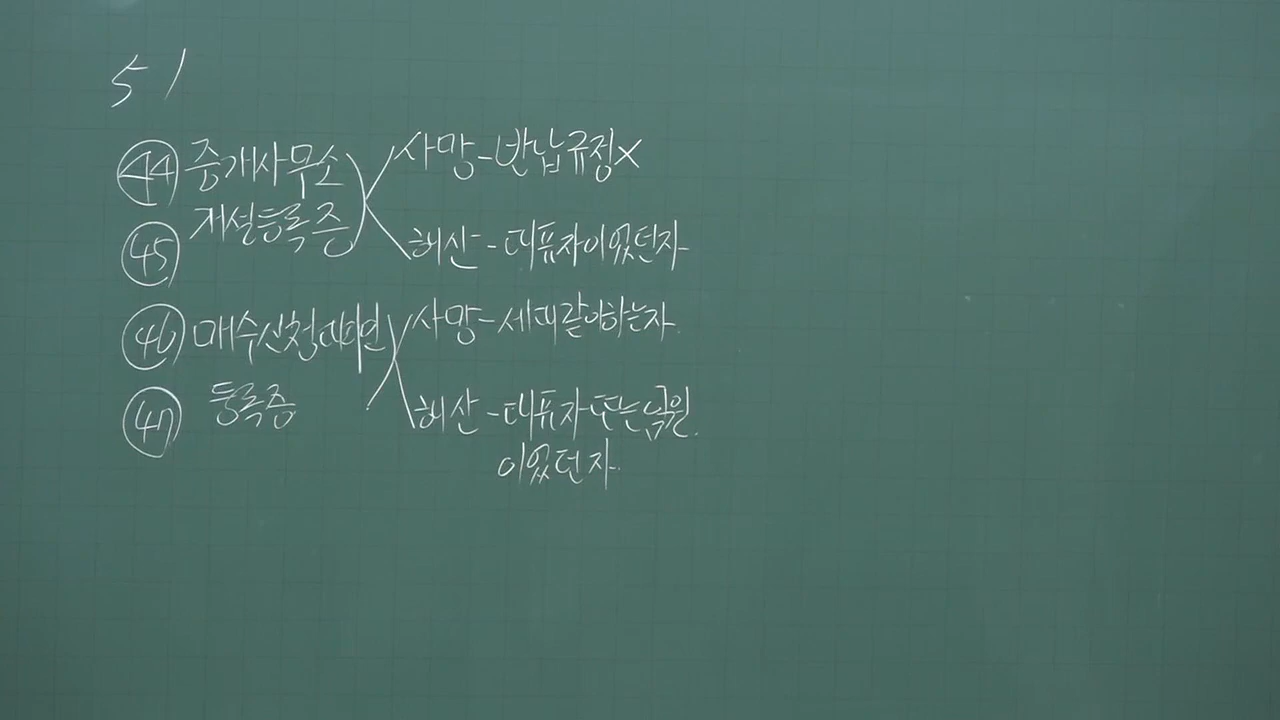 51
44 중개사무소 사망-반납규정x
개설등록증
45 해산-대표자이었던자
46 매수신청대리인 사망-세대같이하는자.
47 등록증 해산-대표자또는임원
이었던자.